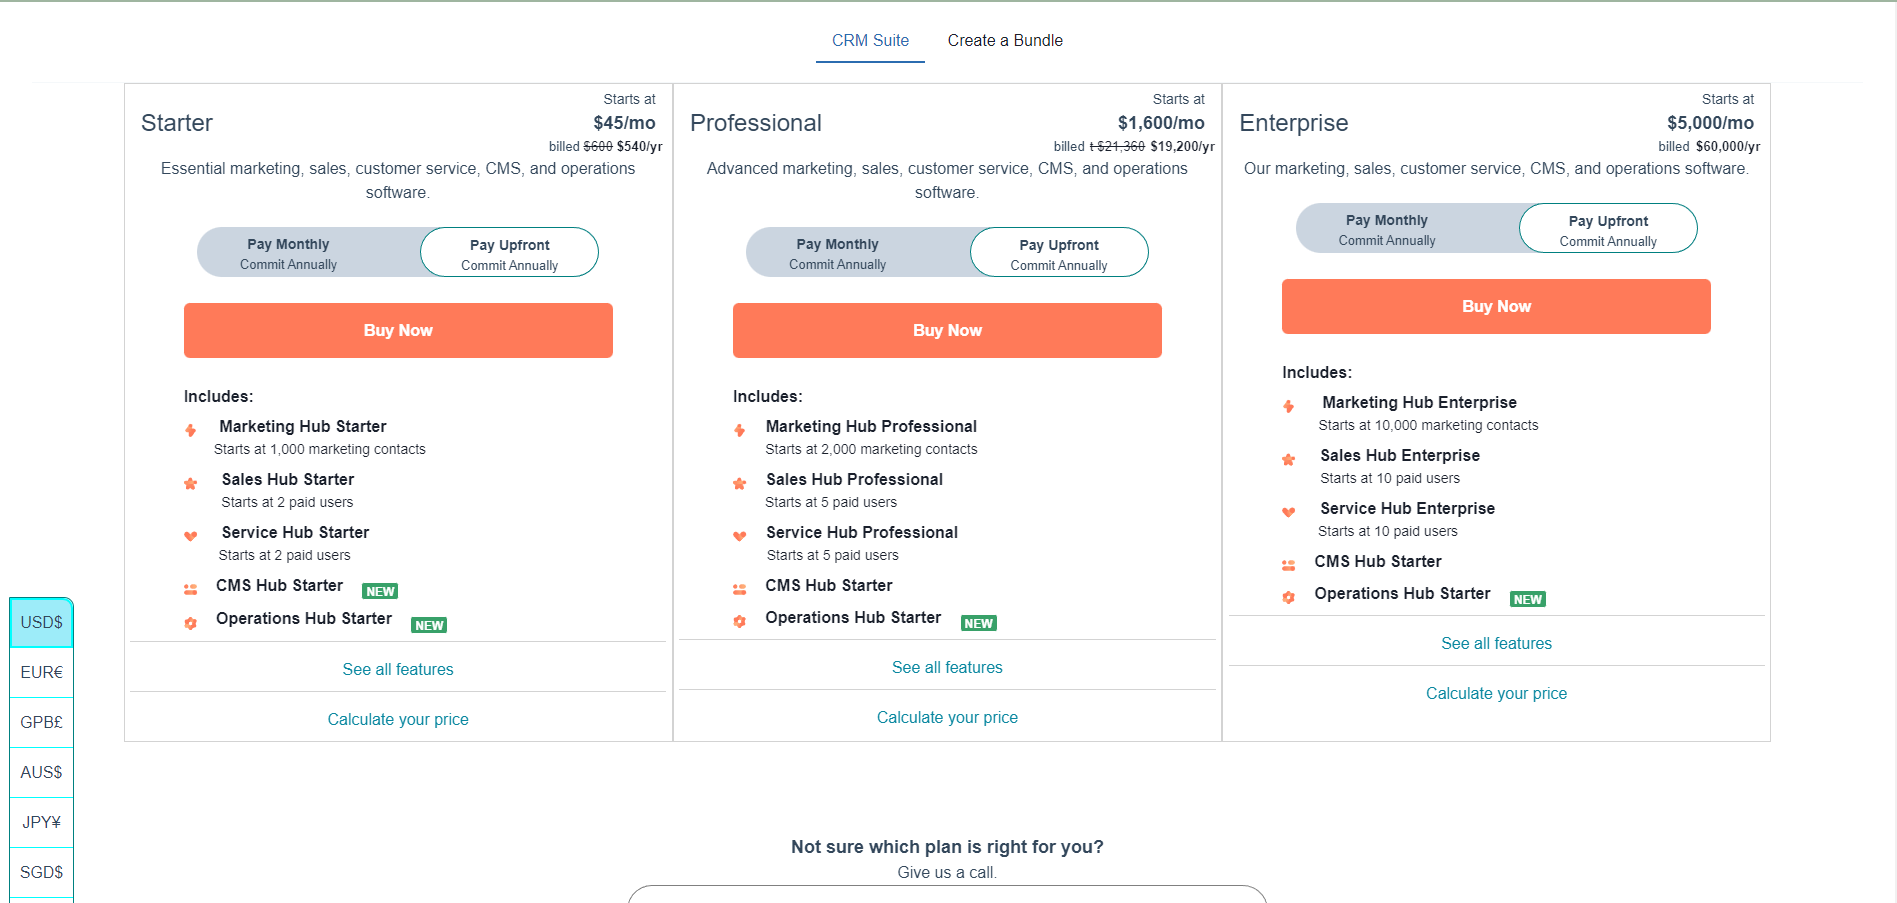 CRM Suite
Create a Bundle
Starts at
Starter
$45/mo
billed $600 $540/yr
Essential marketing, sales, customer service, CMS, and operations
software.
Pay Monthly
Commit Annually
Pay Upfront
Commit Annually
Buy Now
Includes:
Marketing Hub Starter
Starts at 1,000 marketing contacts
Sales Hub Starter
Starts at 2 paid users
Service Hub Starter
Starts at 2 paid users
CMS Hub Starter NEW
Operations Hub Starter NEW
See all features
Calculate your price
Starts at
Professional
$1,600/mo
billed t $21,360 $19,200/yr
Advanced marketing, sales, customer service, CMS, and operations
software.
Pay Monthly
Commit Annually
Pay Upfront
Commit Annually
Buy Now
Includes:
Marketing Hub Professional
Starts at 2,000 marketing contacts
Sales Hub Professional
Starts at 5 paid users
Service Hub Professional
Starts at 5 paid users
CMS Hub Starter
Operations Hub Starter NEW
See all features
Calculate your price
Starts at
Enterprise
$5,000/mo
billed $60,000/yr
Our marketing, sales, customer service, CMS, and operations software.
Pay Monthly
Commit Annually
Pay Upfront
Commit Annually
Buy Now
Includes:
Marketing Hub Enterprise
Starts at 10,000 marketing contacts
Sales Hub Enterprise
Starts at 10 paid users
Service Hub Enterprise
Starts at 10 paid users
CMS Hub Starter
Operations Hub Starter NEW
See all features
Calculate your price
USD$
EUR€
GPB£
AUS$
JPY¥
SGD$
Not sure which plan is right for you?
Give us a call.